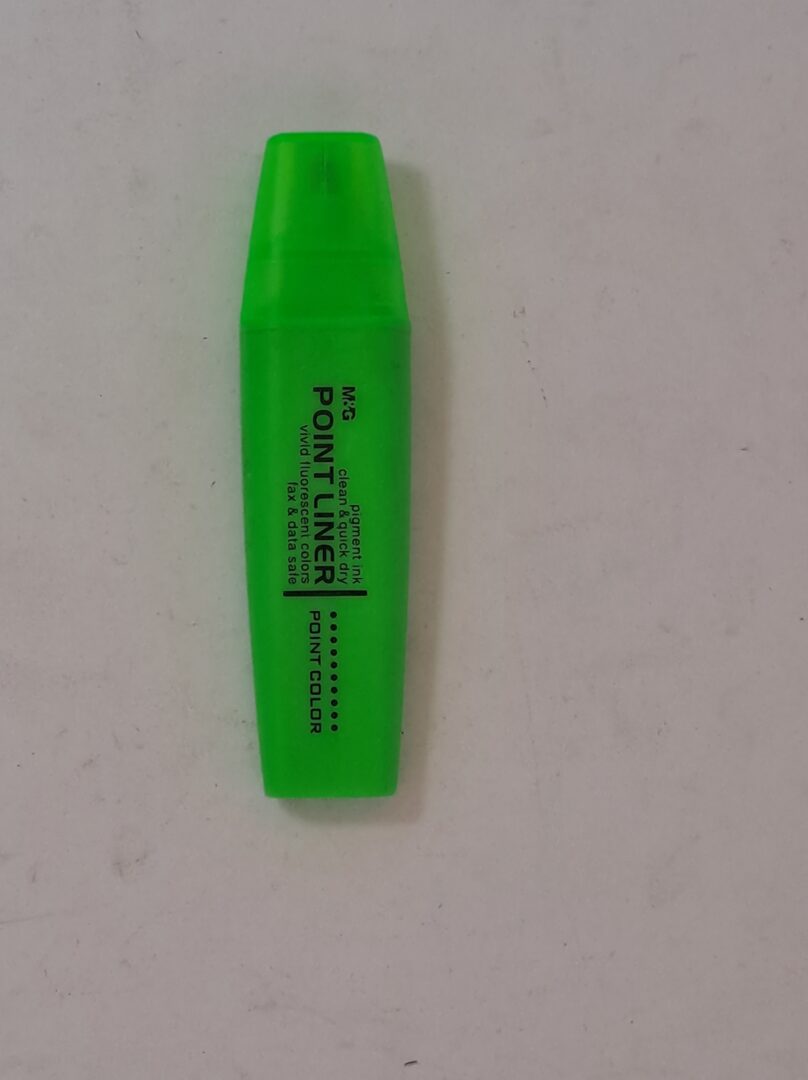 M&G
pigment ink
clean & quick dry
POINT LINER
vivid fluorescent colors
fax & data safe
POINT COLOR